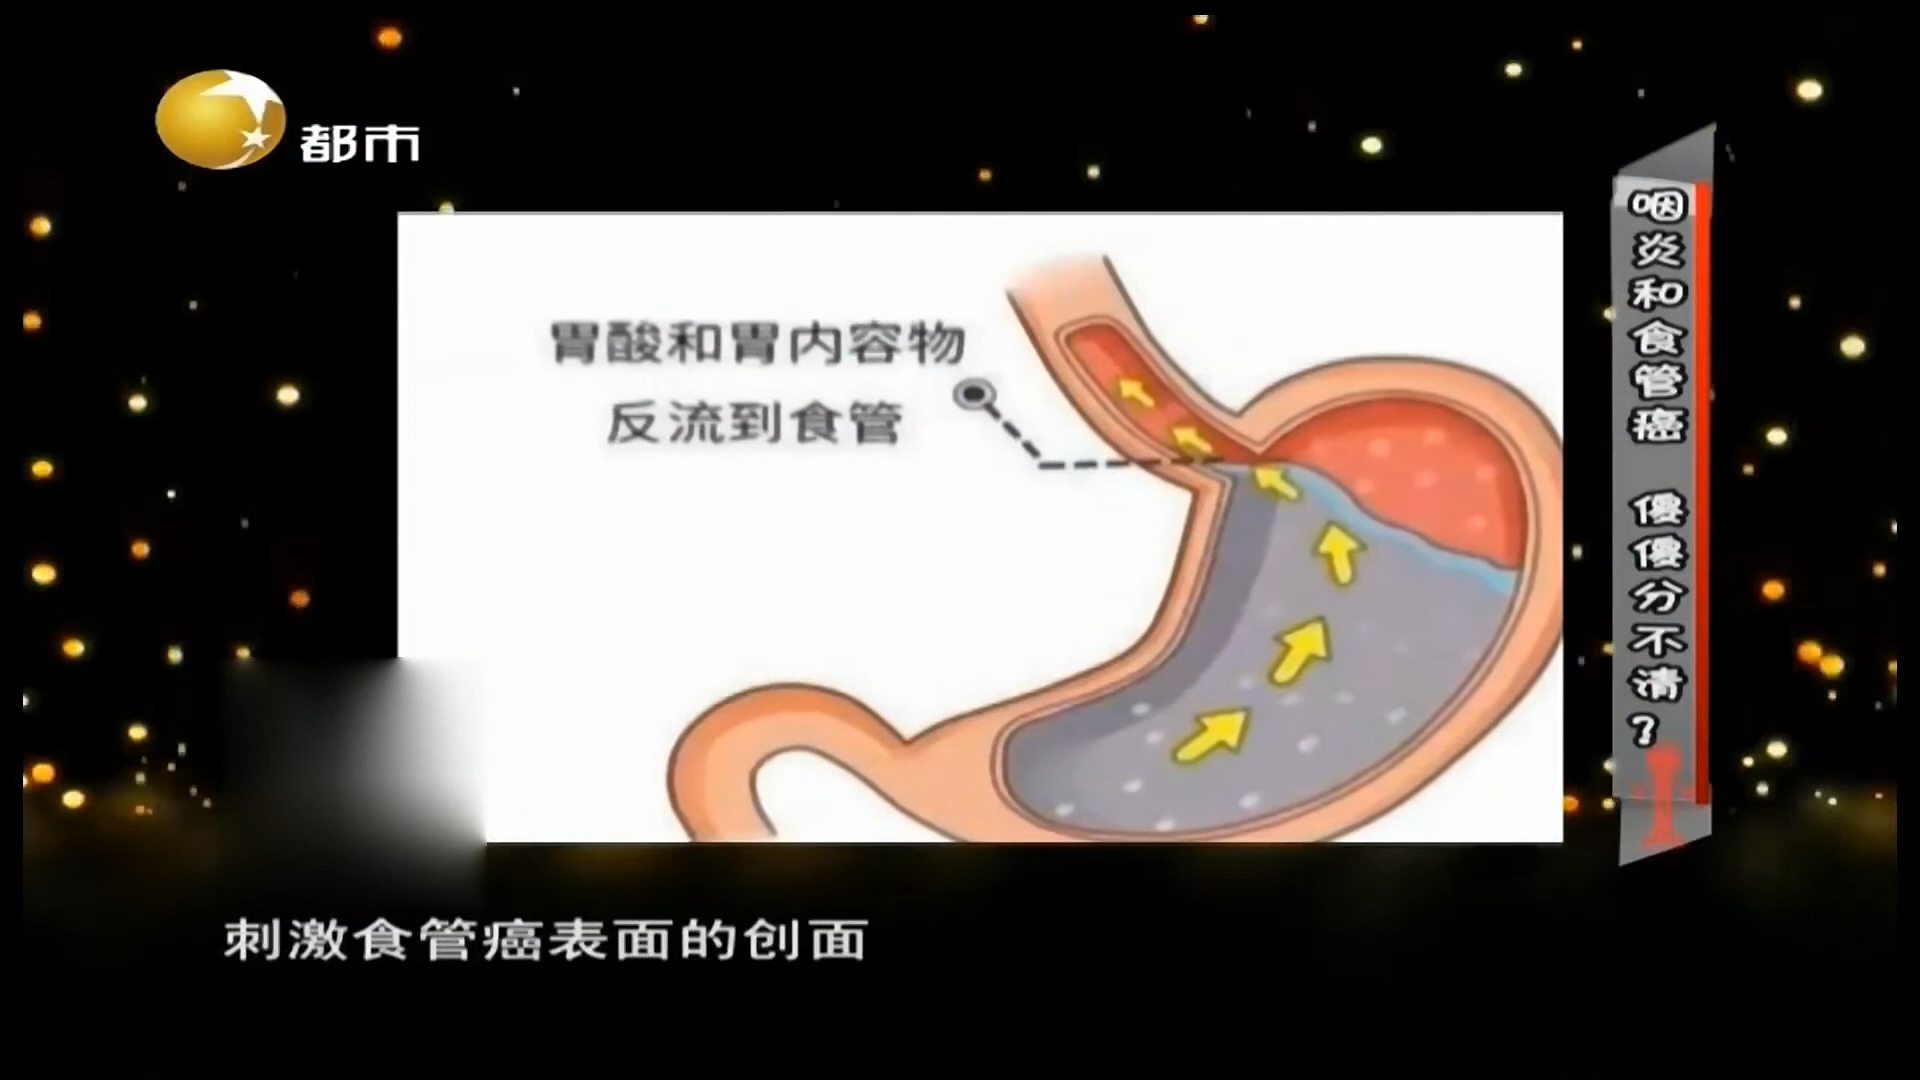 都市
胃酸和胃内容物
反流到食管
咽炎和食管癌 傻傻分不清?
刺激食管癌表面的创面